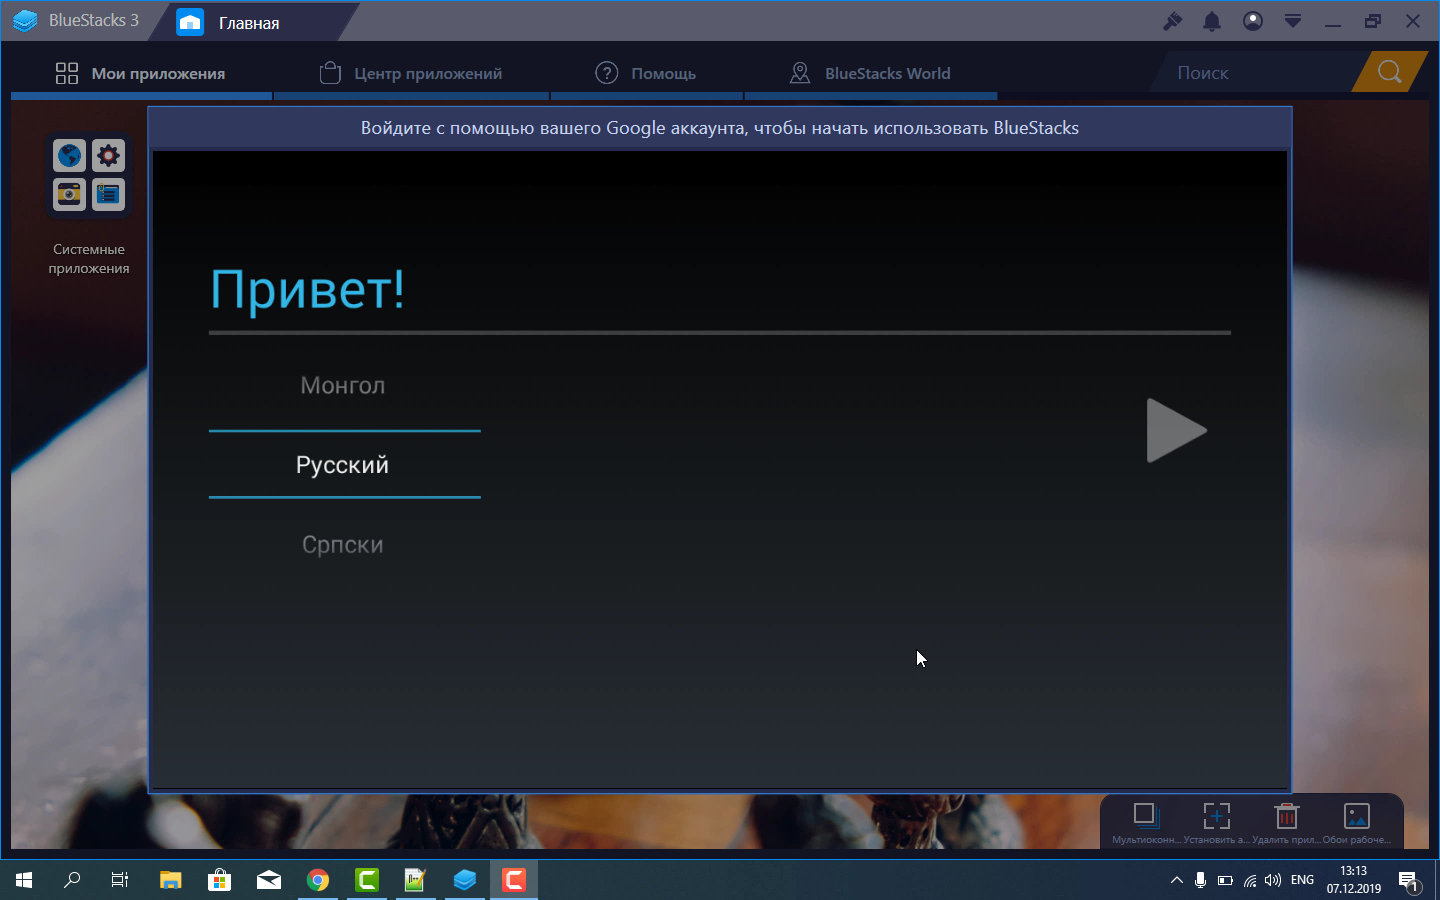 BlueStacks 3
Главная
Мои приложения
Центр приложений
Помощь
BlueStacks World
Поиск
Войдите с помощью вашего Google аккаунта, чтобы начать использовать BlueStacks
Системные
приложения
Привет!
Монгол
Русский
Српски
Мультиоконн... Установить а... Удалить прил... Обои рабоче...
ENG
13:13
07.12.2019
1